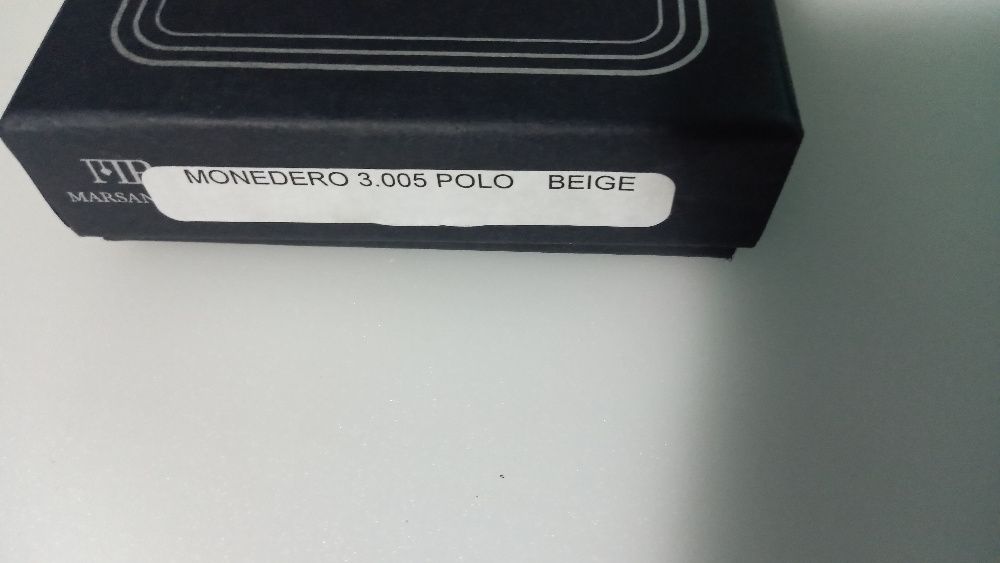 MONEDERO 3.005 POLO BEIGE